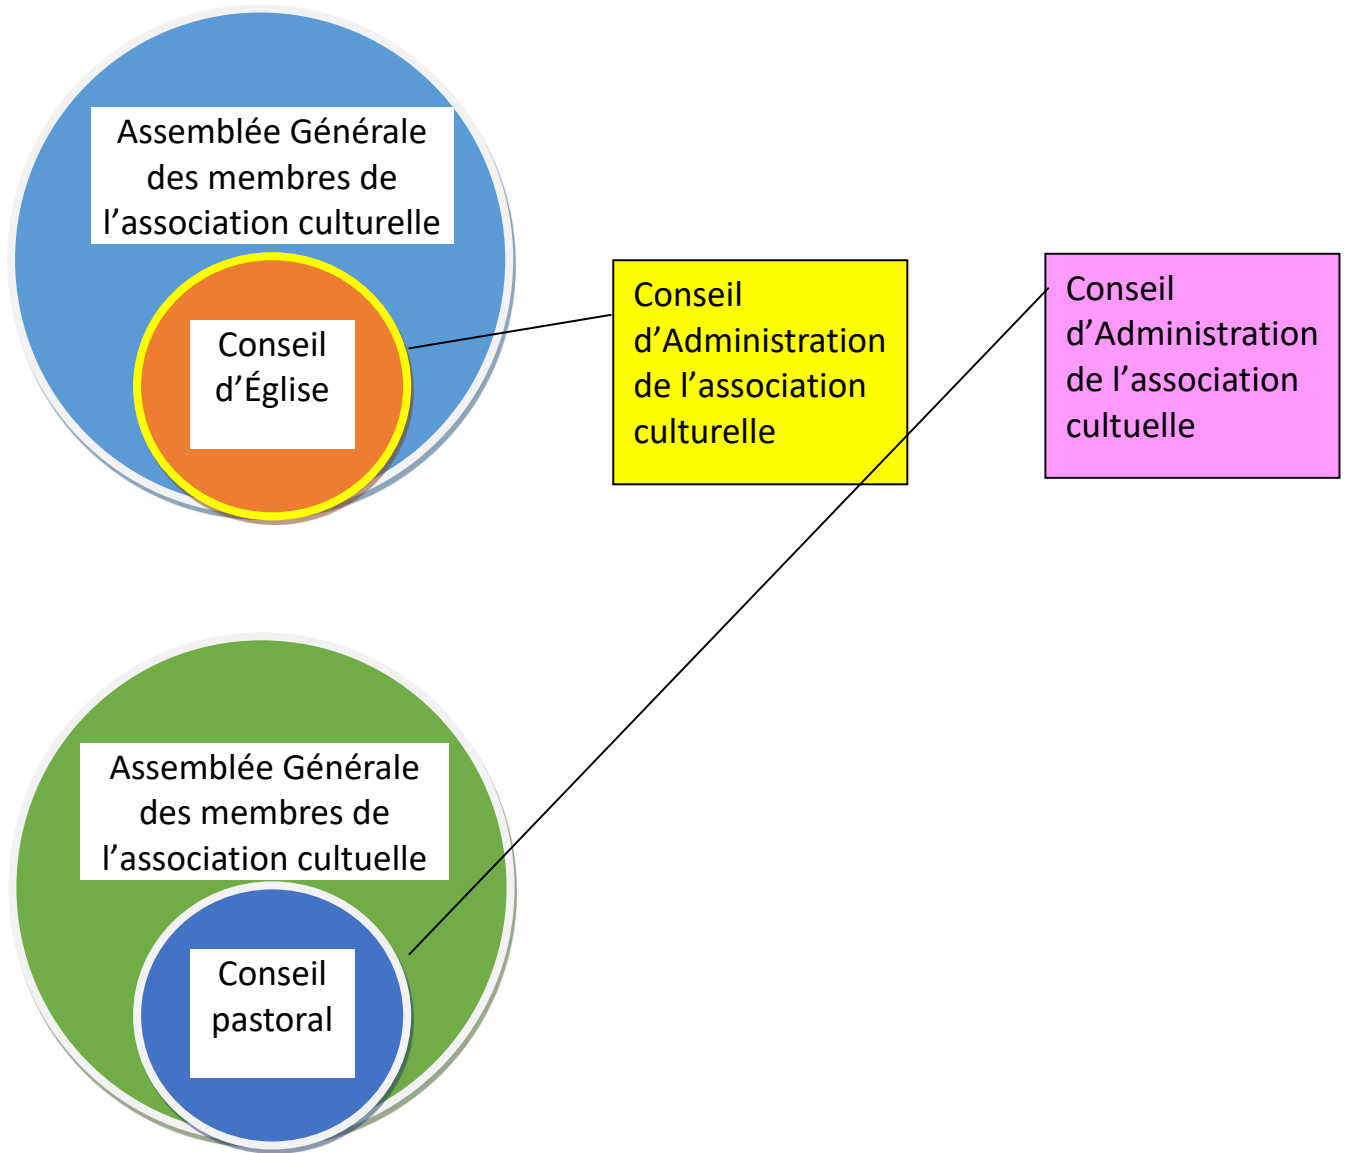 Assemblée Générale
des membres de
l’association culturelle
Conseil
d’Église
Conseil
d’Administration
de l’association
culturelle
Conseil
d’Administration
de l’association
cultuelle
Assemblée Générale
des membres de
l’association cultuelle
Conseil
pastoral